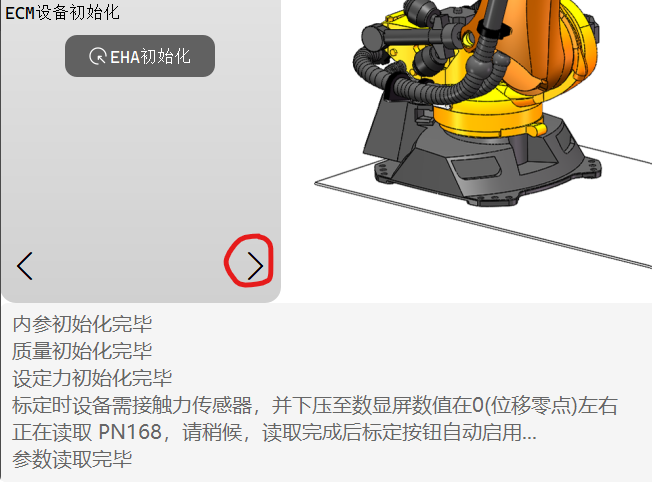 ECM设备初始化
EHA初始化
内参初始化完毕
质量初始化完毕
设定力初始化完毕
标定时设备需接触力传感器，并下压至数显屏数值在0(位移零点)左右
正在读取 PN168，请稍候，读取完成后标定按钮自动启用...
参数读取完毕